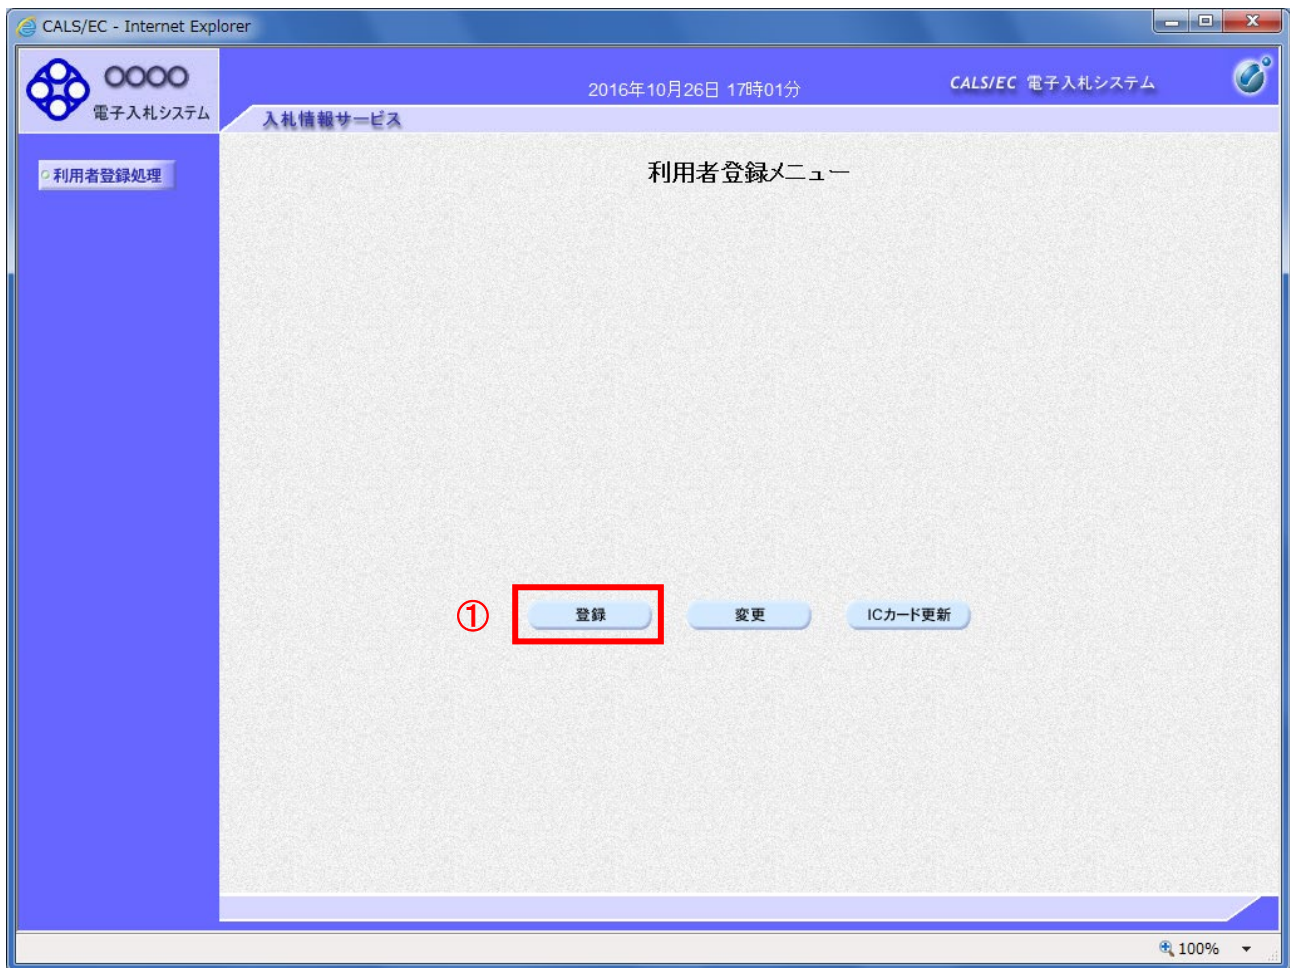 CALS/EC - Internet Explorer
○○○○
電子入札システム
2016年10月26日 17時01分
CALS/EC 電子入札システム
入札情報サービス
利用者登録処理
利用者登録メニュー
① 登録 変更 ICカード更新
100%